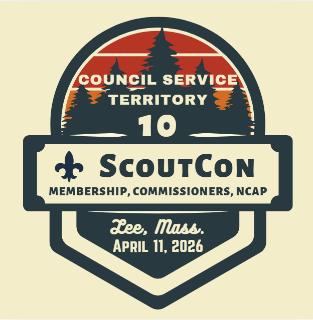 COUNCIL SERVICE
TERRITORY
10
SCOUTCON
MEMBERSHIP, COMMISSIONERS, NCAP
Lee, Mass.
APRIL 11, 2026